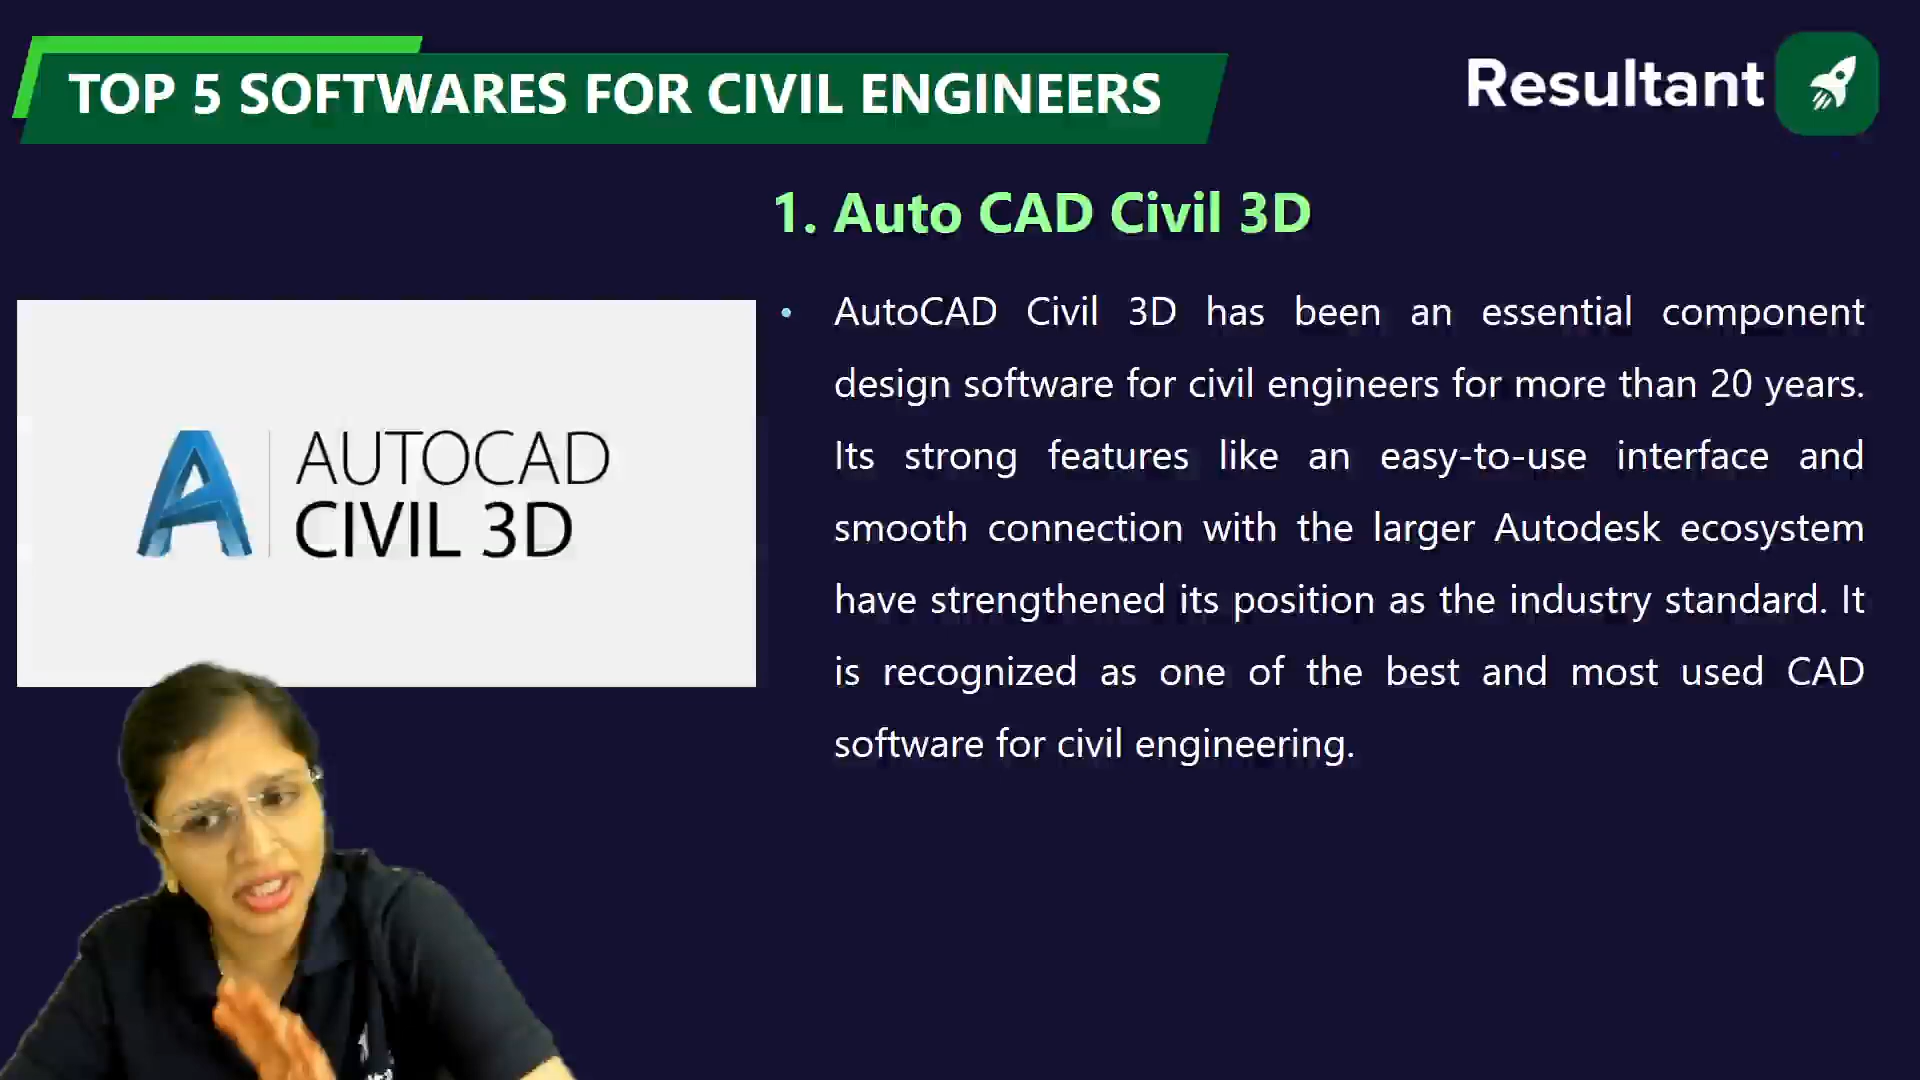 TOP 5 SOFTWARES FOR CIVIL ENGINEERS
Resultant
1. Auto CAD Civil 3D
AUTOCAD
CIVIL 3D
• AutoCAD Civil 3D has been an essential component
design software for civil engineers for more than 20 years.
Its strong features like an easy-to-use interface and
smooth connection with the larger Autodesk ecosystem
have strengthened its position as the industry standard. It
is recognized as one of the best and most used CAD
software for civil engineering.